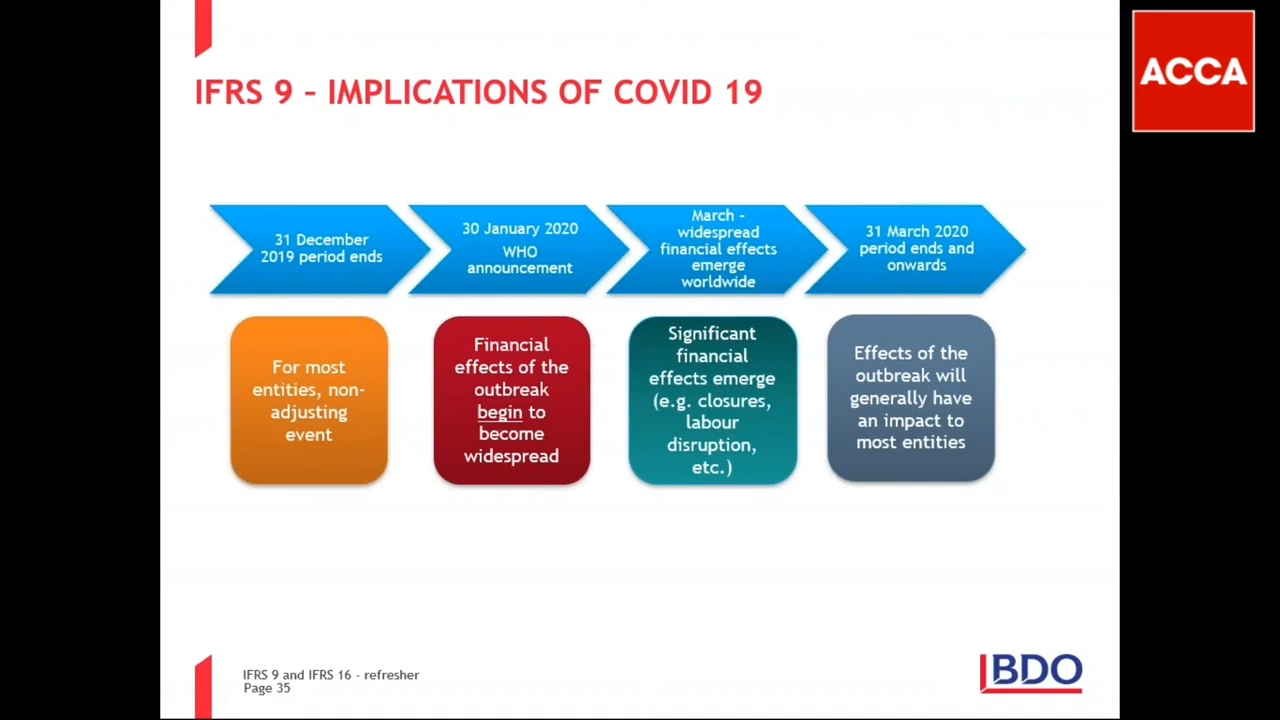 ACCA
IFRS 9 – IMPLICATIONS OF COVID 19
31 December
2019 period ends
30 January 2020
WHO
announcement
March –
widespread
financial effects
emerge
worldwide
31 March 2020
period ends and
onwards
For most
entities, non-
adjusting
event
Financial
effects of the
outbreak
begin to
become
widespread
Significant
financial
effects emerge
(e.g. closures,
labour
disruption,
etc.)
Effects of the
outbreak will
generally have
an impact to
most entities
IFRS 9 and IFRS 16 - refresher
Page 35
BDO